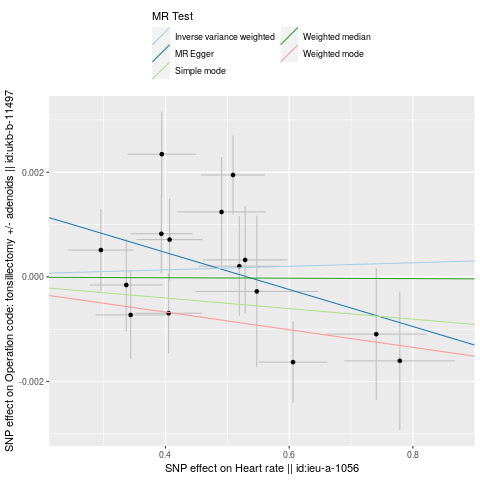 MR Test
Inverse variance weighted
Weighted median
MR Egger
Weighted mode
Simple mode
SNP effect on Operation code: tonsillectomy +/- adenoids || id:ukb-b-11497
0.002
0.000
-0.002
0.4
0.6
0.8
SNP effect on Heart rate || id:ieu-a-1056